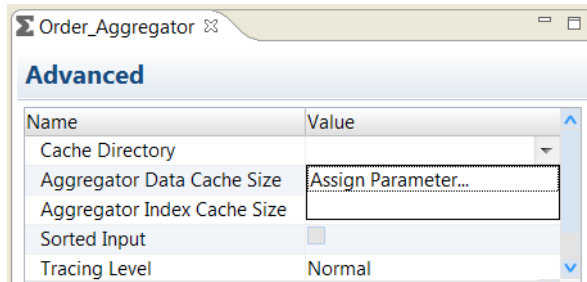 Order_Aggregator
Advanced
Name Value
Cache Directory
Aggregator Data Cache Size Assign Parameter...
Aggregator Index Cache Size
Sorted Input
Tracing Level Normal